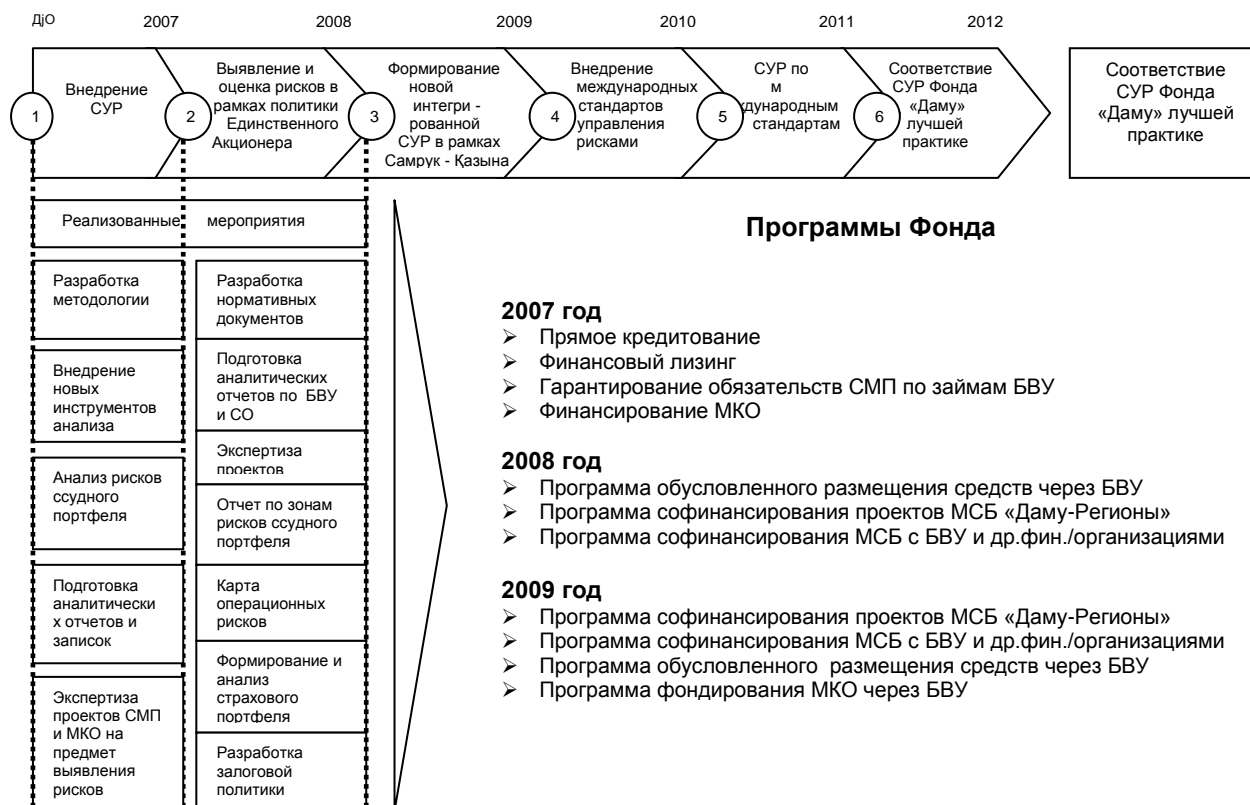 ДjО 2007 2008 2009 2010 2011 2012
1
Внедрение
СУР
2
Выявление и
оценка рисков в
рамках политики
Единственного
Акционера
3
Формирование
новой
интегри -
рованной
СУР в рамках
Самрук - Қазына
4
Внедрение
международных
стандартов
управления
рисками
5
СУР по
м
ждународным
стандартам
6
Соответствие
СУР Фонда
«Даму»
лучшей
практике
Соответствие
СУР Фонда
«Даму» лучшей
практике
Реализованные мероприятия
Разработка
методологии
Внедрение
новых
инструментов
анализа
Анализ рисков
ссудного
портфеля
Подготовка
аналитически
х отчетов и
записок
Экспертиза
проектов СМП
и МКО на
предмет
выявления
рисков
Разработка
нормативных
документов
Подготовка
аналитических
отчетов по БВУ
и СО
Экспертиза
проектов
Отчет по зонам
рисков ссудного
портфеля
Карта
операционных
рисков
Формирование и
анализ
страхового
портфеля
Разработка
залоговой
политики
Программы Фонда
2007 год
➢ Прямое кредитование
➢ Финансовый лизинг
➢ Гарантирование обязательств СМП по займам БВУ
➢ Финансирование МКО
2008 год
➢ Программа обусловленного размещения средств через БВУ
➢ Программа софинансирования проектов МСБ «Даму-Регионы»
➢ Программа софинансирования МСБ с БВУ и др.фин./организациями
2009 год
➢ Программа софинансирования проектов МСБ «Даму-Регионы»
➢ Программа софинансирования МСБ с БВУ и др.фин./организациями
➢ Программа обусловленного размещения средств через БВУ
➢ Программа фондирования МКО через БВУ